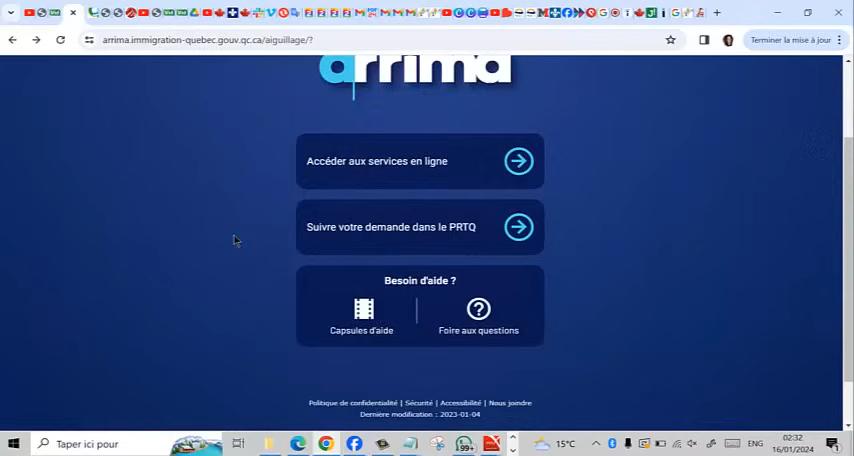 arrima.immigration-quebec.gouv.qc.ca/aiguillage/?
Terminer la mise à jour
arrima
Accéder aux services en ligne
Suivre votre demande dans le PRTQ
Besoin d'aide ?
Capsules d'aide
Foire aux questions
Politique de confidentialité | Sécurité | Accessibilité | Nous joindre
Dernière modification : 2023-01-04
Taper ici pour
99+
15°C
ENG
02:32
16/01/2024